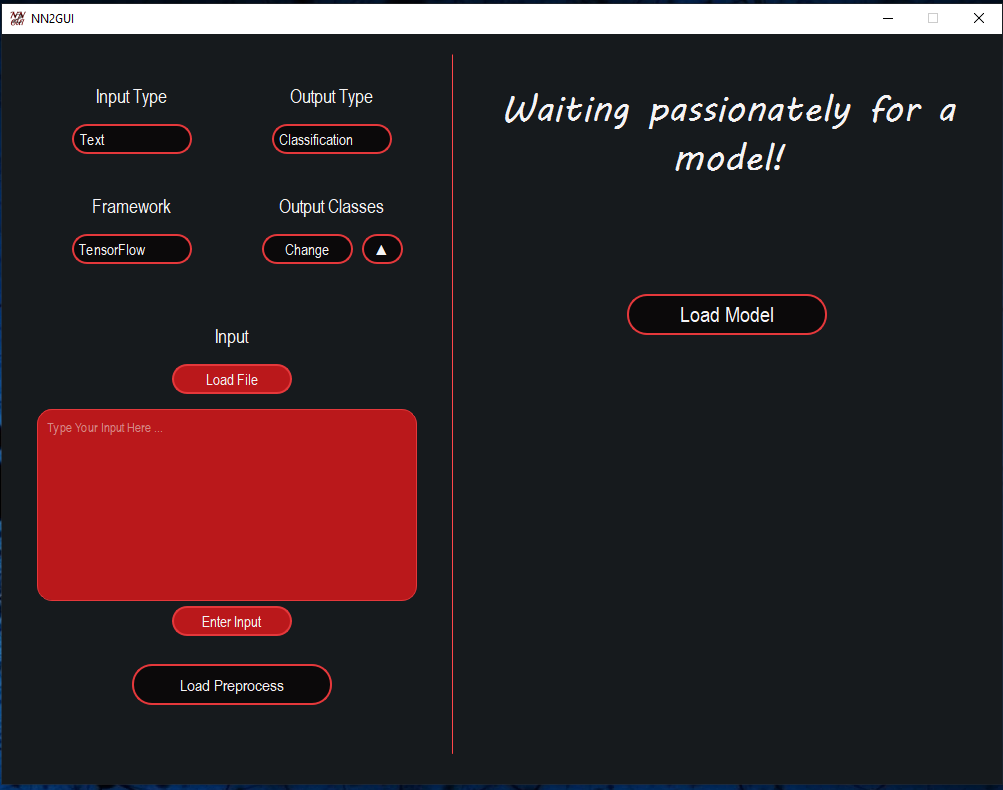 NN2GUI
Input Type
Output Type
Text
Classification
Framework
Output Classes
TensorFlow
Change
▲
Input
Load File
Type Your Input Here ...
Enter Input
Load Preprocess
Waiting passionately for a
model!
Load Model